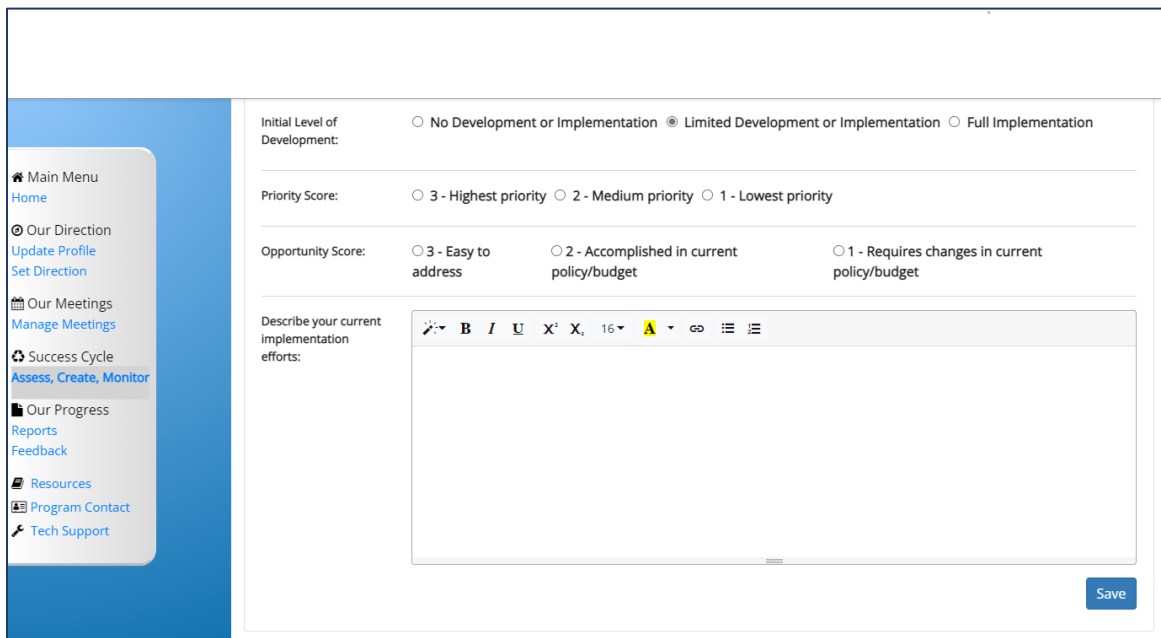 Main Menu
Home
Our Direction
Update Profile
Set Direction
Our Meetings
Manage Meetings
Success Cycle
Assess, Create, Monitor
Our Progress
Reports
Feedback
Resources
Program Contact
Tech Support
Initial Level of
Development:
No Development or Implementation Limited Development or Implementation Full Implementation
Priority Score:
3 - Highest priority 2 - Medium priority 1 - Lowest priority
Opportunity Score:
3 - Easy to
address
2 - Accomplished in current
policy/budget
1 - Requires changes in current
policy/budget
Describe your current
implementation
efforts:
B I U X² X₂ 16 A
Save